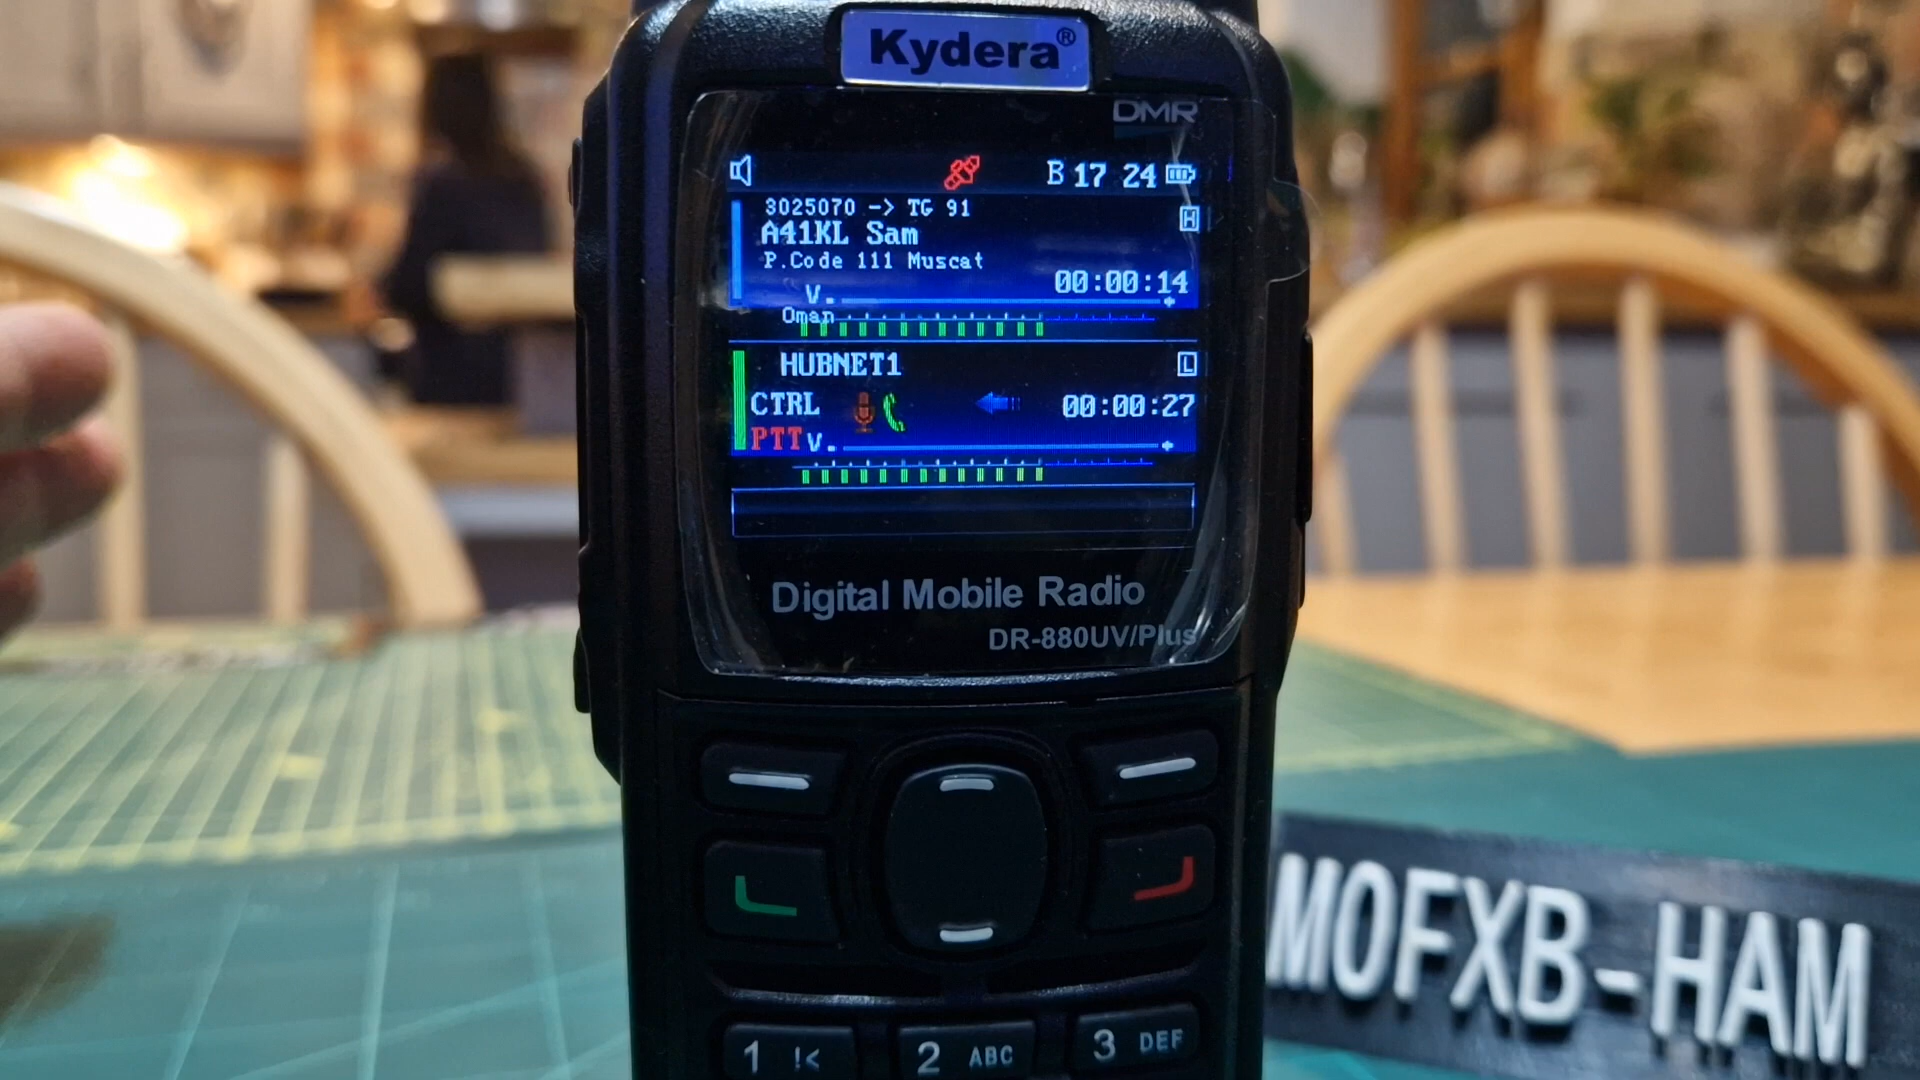 Kydera®
DMR
B 17 24
3025070 -> TG 91
H
A41KL Sam
P.Code 111 Muscat
00:00:14
V.
Oman
HUBNET1
L
CTRL
00:00:27
PTT V.
Digital Mobile Radio
DR-880UV/Plus
1 !<
2 ABC
3 DEF
M0FXB-HAM